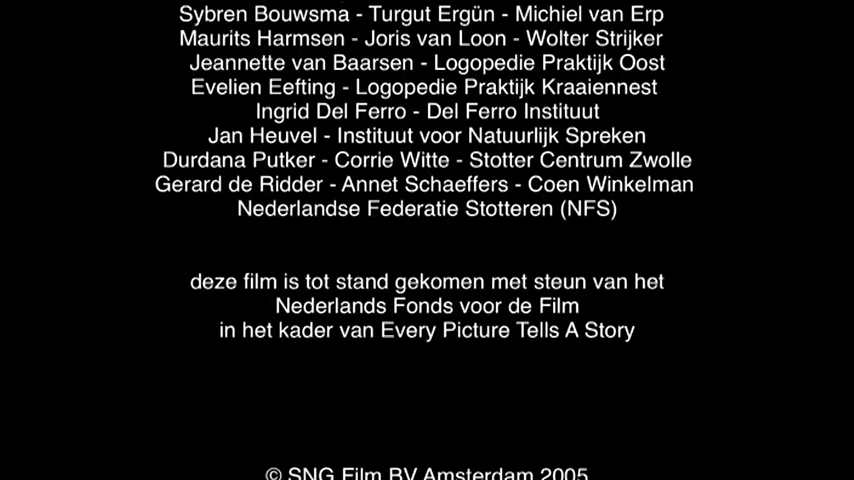 Sybren Bouwsma - Turgut Ergün - Michiel van Erp
Maurits Harmsen - Joris van Loon - Wolter Strijker
Jeannette van Baarsen - Logopedie Praktijk Oost
Evelien Eefting - Logopedie Praktijk Kraaiennest
Ingrid Del Ferro - Del Ferro Instituut
Jan Heuvel - Instituut voor Natuurlijk Spreken
Durdana Putker - Corrie Witte - Stotter Centrum Zwolle
Gerard de Ridder - Annet Schaeffers - Coen Winkelman
Nederlandse Federatie Stotteren (NFS)
deze film is tot stand gekomen met steun van het
Nederlands Fonds voor de Film
in het kader van Every Picture Tells A Story
© SNG Film BV Amsterdam 2005